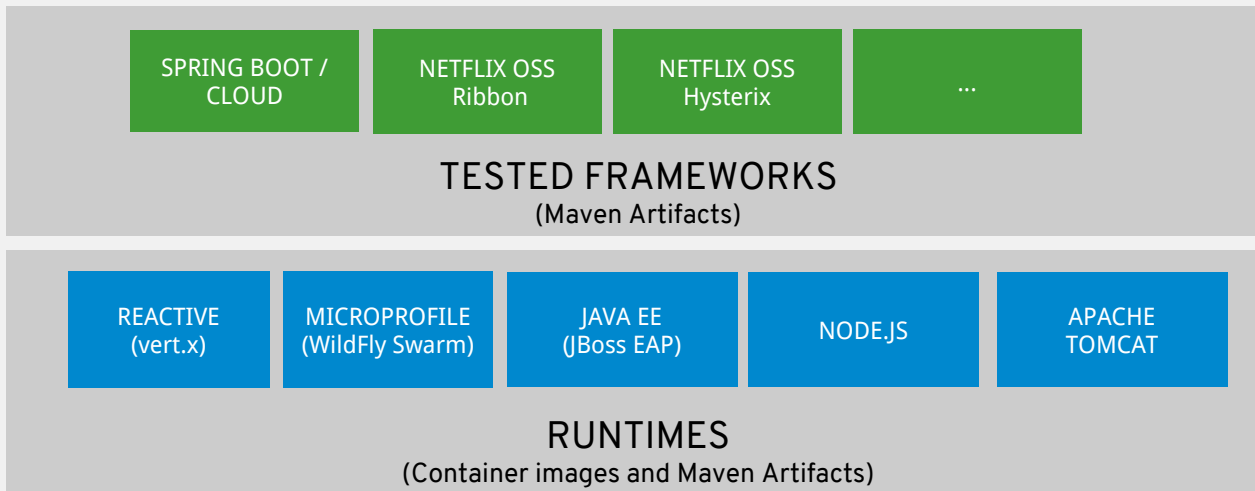 SPRING BOOT /
CLOUD
NETFLIX OSS
Ribbon
NETFLIX OSS
Hysterix
...
TESTED FRAMEWORKS
(Maven Artifacts)
REACTIVE
(vert.x)
MICROPROFILE
(WildFly Swarm)
JAVA EE
(JBoss EAP)
NODE.JS
APACHE
TOMCAT
RUNTIMES
(Container images and Maven Artifacts)